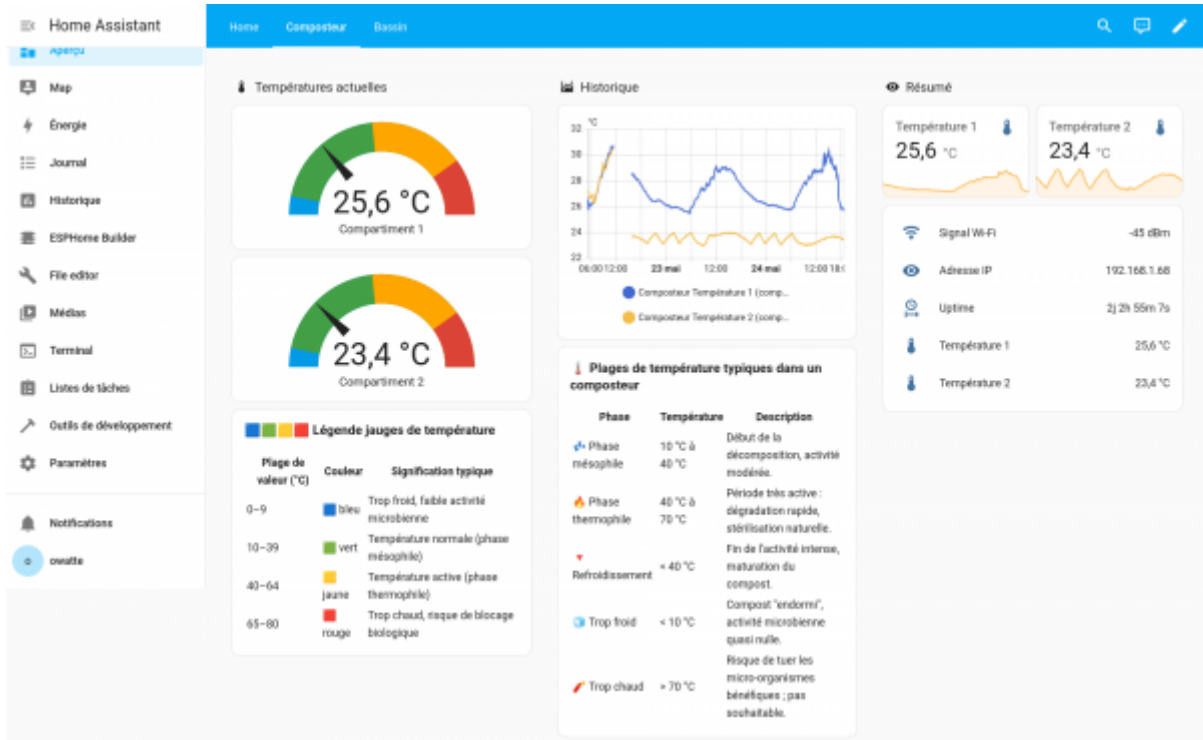 Home Assistant
Home Composteur Bassin
Aperçu
Map
Énergie
Journal
Historique
ESPHome Builder
File editor
Médias
Terminal
Listes de tâches
Outils de développement
Paramètres
Notifications
owatte
Températures actuelles
25,6 °C
Compartiment 1
23,4 °C
Compartiment 2
Légende jauges de température
Plage de valeur (°C) Couleur Signification typique
0–9 bleu Trop froid, faible activité
microbienne
10–39 vert Température normale (phase
mésophile)
40–64 jaune Température active (phase
thermophile)
65–80 rouge Trop chaud, risque de blocage
biologique
Historique
°C
32
30
28
26
24
22
06:00 12:00 23 mai 12:00 24 mai 12:00
Composteur Température 1 (comp...
Composteur Température 2 (comp...
Plages de température typiques dans un
composteur
Phase Température Description
Phase mésophile 10 °C à 40 °C Début de la
décomposition, activité
modérée.
Phase thermophile 40 °C à 70 °C Période très active :
dégradation rapide,
stérilisation naturelle.
Refroidissement < 40 °C Fin de l'activité intense,
maturation du
compost.
Trop froid < 10 °C Compost "endormi",
activité microbienne
quasi nulle.
Trop chaud > 70 °C Risque de tuer les
micro-organismes
bénéfiques ; pas
souhaitable.
Résumé
Température 1
25,6 °C
Température 2
23,4 °C
Signal Wi-Fi -45 dBm
Adresse IP 192.168.1.68
Uptime 2j 2h 55m 7s
Température 1 25,6 °C
Température 2 23,4 °C